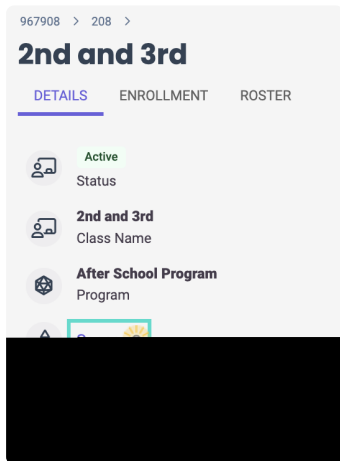 967908 > 208 >
2nd and 3rd
DETAILS ENROLLMENT ROSTER
Active
Status
2nd and 3rd
Class Name
After School Program
Program